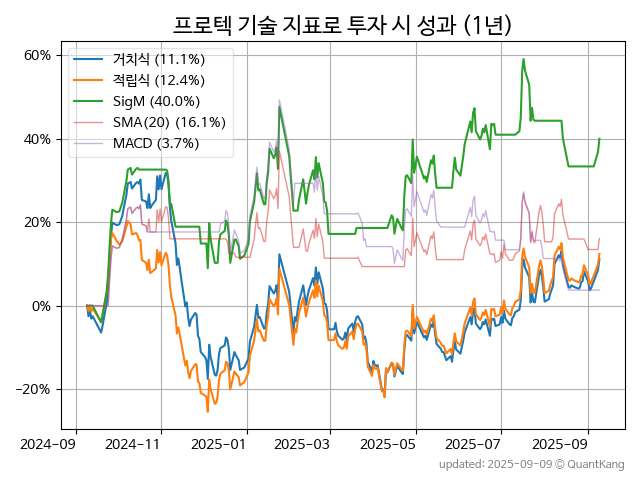 프로텍 기술 지표로 투자 시 성과 (1년)
60%
40%
20%
0%
−20%
거치식 (11.1%)
적립식 (12.4%)
SigM (40.0%)
SMA(20) (16.1%)
MACD (3.7%)
2024-09
2024-11
2025-01
2025-03
2025-05
2025-07
2025-09
updated: 2025-09-09 © QuantKang